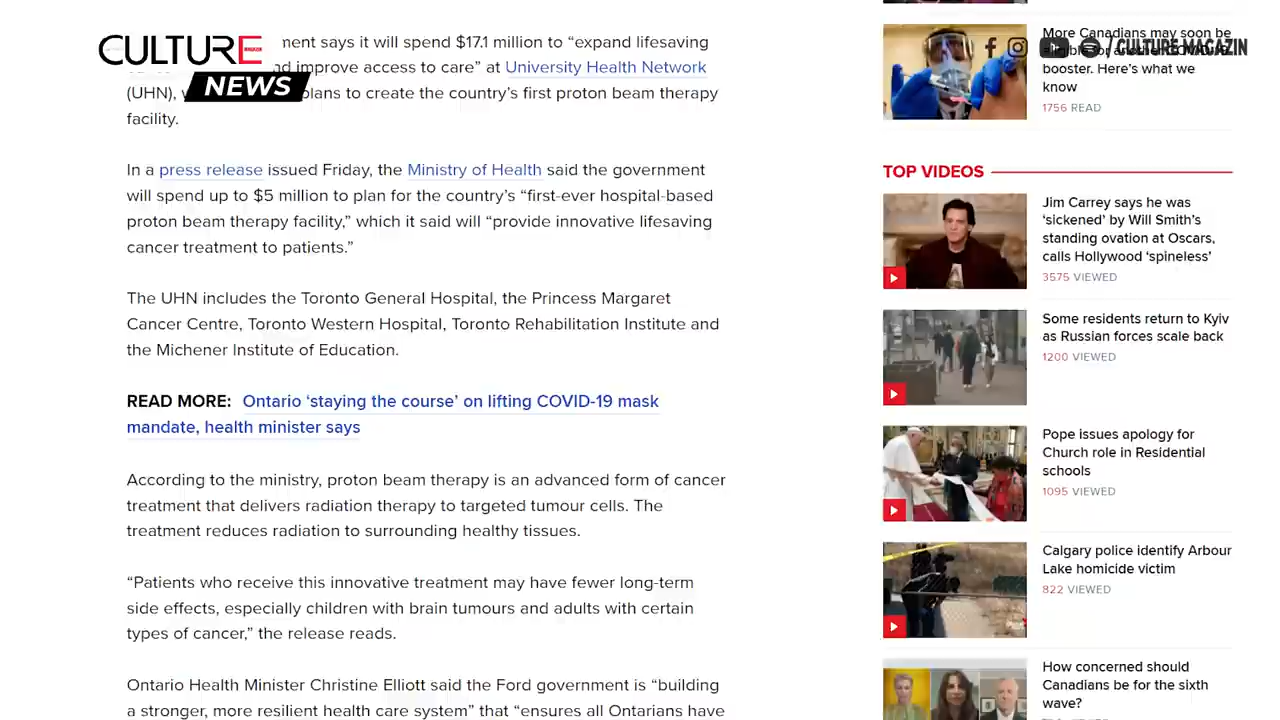 CULTURE
NEWS
ment says it will spend $17.1 million to “expand lifesaving
nd improve access to care” at University Health Network
(UHN), plans to create the country’s first proton beam therapy
facility.
In a press release issued Friday, the Ministry of Health said the government
will spend up to $5 million to plan for the country’s “first-ever hospital-based
proton beam therapy facility,” which it said will “provide innovative lifesaving
cancer treatment to patients.”
The UHN includes the Toronto General Hospital, the Princess Margaret
Cancer Centre, Toronto Western Hospital, Toronto Rehabilitation Institute and
the Michener Institute of Education.
READ MORE: Ontario ‘staying the course’ on lifting COVID-19 mask
mandate, health minister says
According to the ministry, proton beam therapy is an advanced form of cancer
treatment that delivers radiation therapy to targeted tumour cells. The
treatment reduces radiation to surrounding healthy tissues.
“Patients who receive this innovative treatment may have fewer long-term
side effects, especially children with brain tumours and adults with certain
types of cancer,” the release reads.
Ontario Health Minister Christine Elliott said the Ford government is “building
a stronger, more resilient health care system” that “ensures all Ontarians have
/CULTUREMAGAZIN
More Canadians may soon be
for another COVID-19
booster. Here’s what we
know
1756 READ
TOP VIDEOS
Jim Carrey says he was
‘sickened’ by Will Smith’s
standing ovation at Oscars,
calls Hollywood ‘spineless’
3575 VIEWED
Some residents return to Kyiv
as Russian forces scale back
1200 VIEWED
Pope issues apology for
Church role in Residential
schools
1095 VIEWED
Calgary police identify Arbour
Lake homicide victim
822 VIEWED
How concerned should
Canadians be for the sixth
wave?